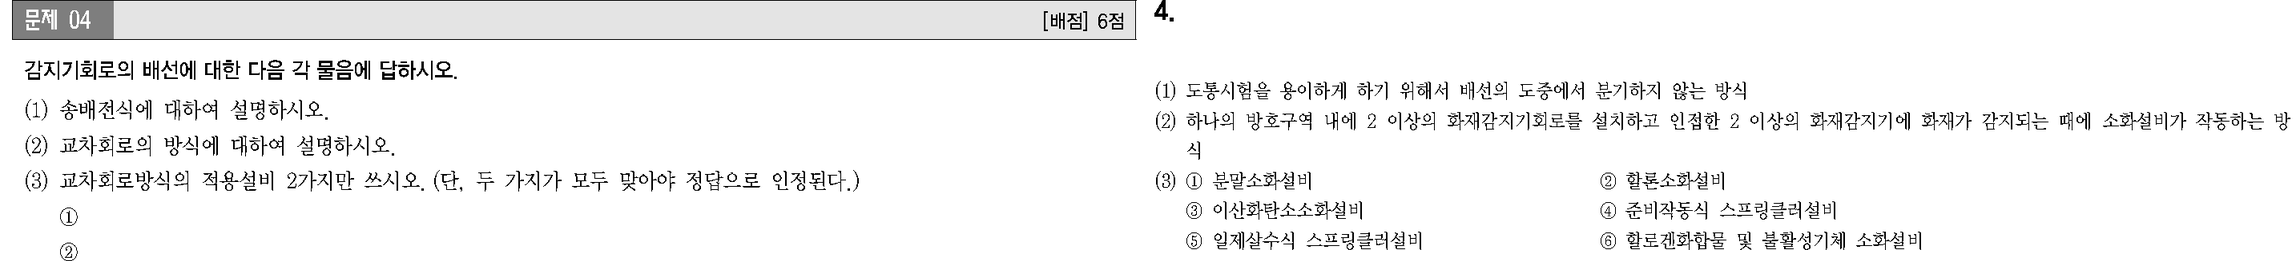 문제 04
[배점] 6점
감지기회로의 배선에 대한 다음 각 물음에 답하시오.
(1) 송배전식에 대하여 설명하시오.
(2) 교차회로의 방식에 대하여 설명하시오.
(3) 교차회로방식의 적용설비 2가지만 쓰시오. (단, 두 가지가 모두 맞아야 정답으로 인정된다.)
①
②
4.
(1) 도통시험을 용이하게 하기 위해서 배선의 도중에서 분기하지 않는 방식
(2) 하나의 방호구역 내에 2 이상의 화재감지기회로를 설치하고 인접한 2 이상의 화재감지기에 화재가 감지되는 때에 소화설비가 작동하는 방
식
(3) ① 분말소화설비 ② 할론소화설비
③ 이산화탄소소화설비 ④ 준비작동식 스프링클러설비
⑤ 일제살수식 스프링클러설비 ⑥ 할로겐화합물 및 불활성기체 소화설비